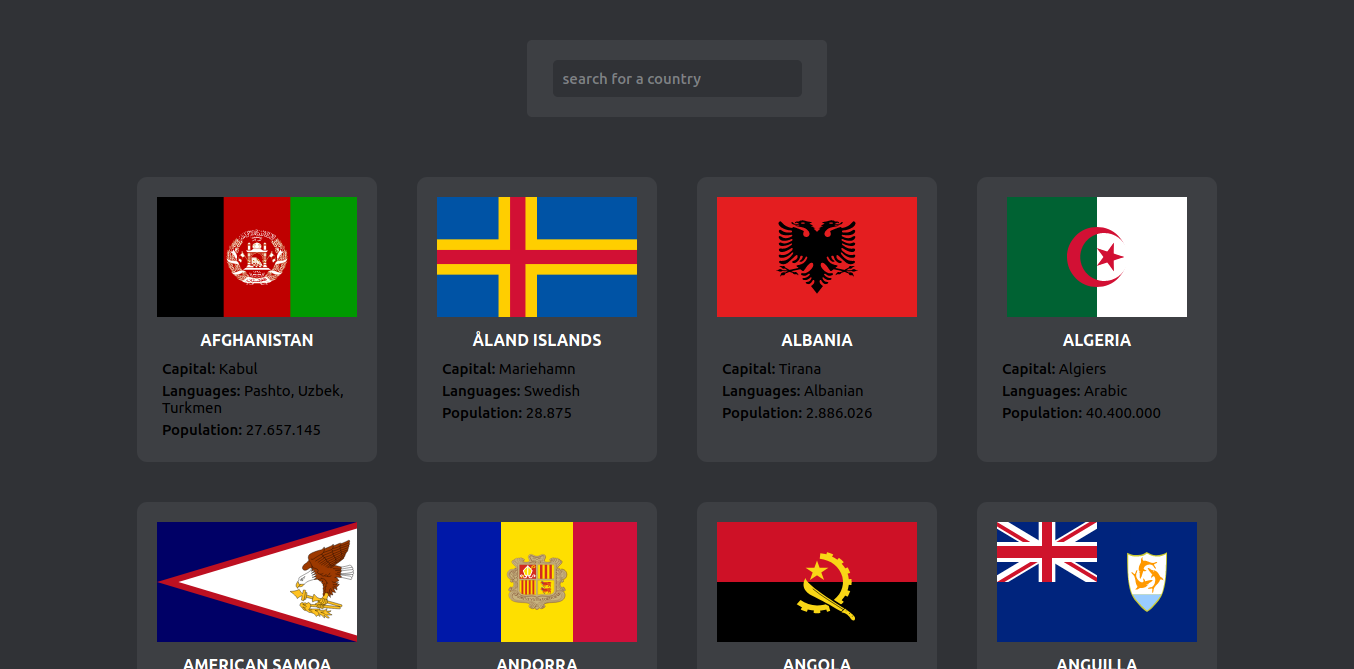 search for a country
AFGHANISTAN
Capital: Kabul
Languages: Pashto, Uzbek,
Turkmen
Population: 27.657.145
ÅLAND ISLANDS
Capital: Mariehamn
Languages: Swedish
Population: 28.875
ALBANIA
Capital: Tirana
Languages: Albanian
Population: 2.886.026
ALGERIA
Capital: Algiers
Languages: Arabic
Population: 40.400.000
AMERICAN SAMOA
ANDORRA
ANGOLA
ANGUILLA